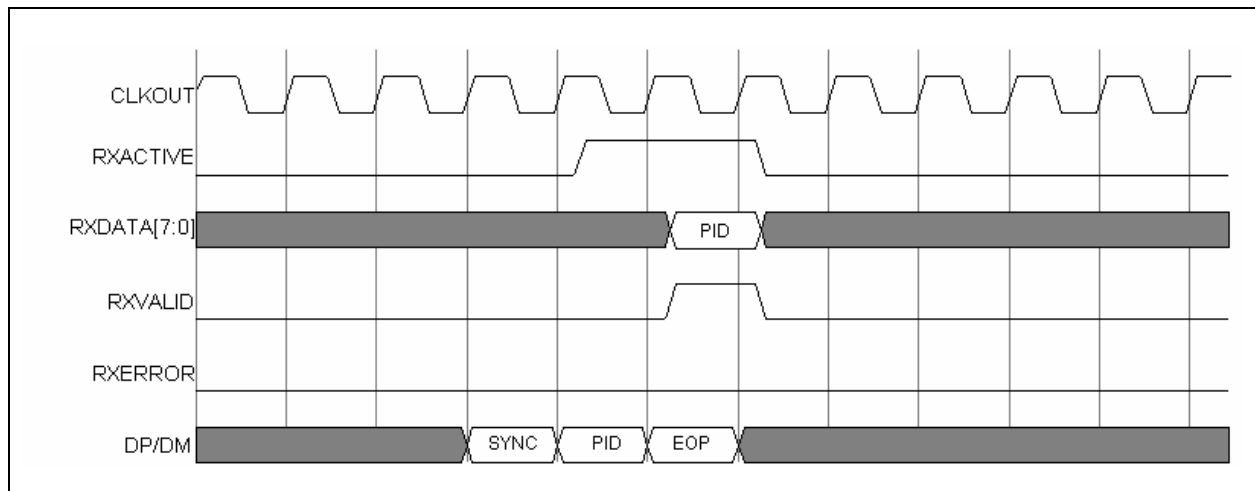 CLKOUT
RXACTIVE
RXDATA[7:0]
PID
RXVALID
RXERROR
DP/DM
SYNC
PID
EOP